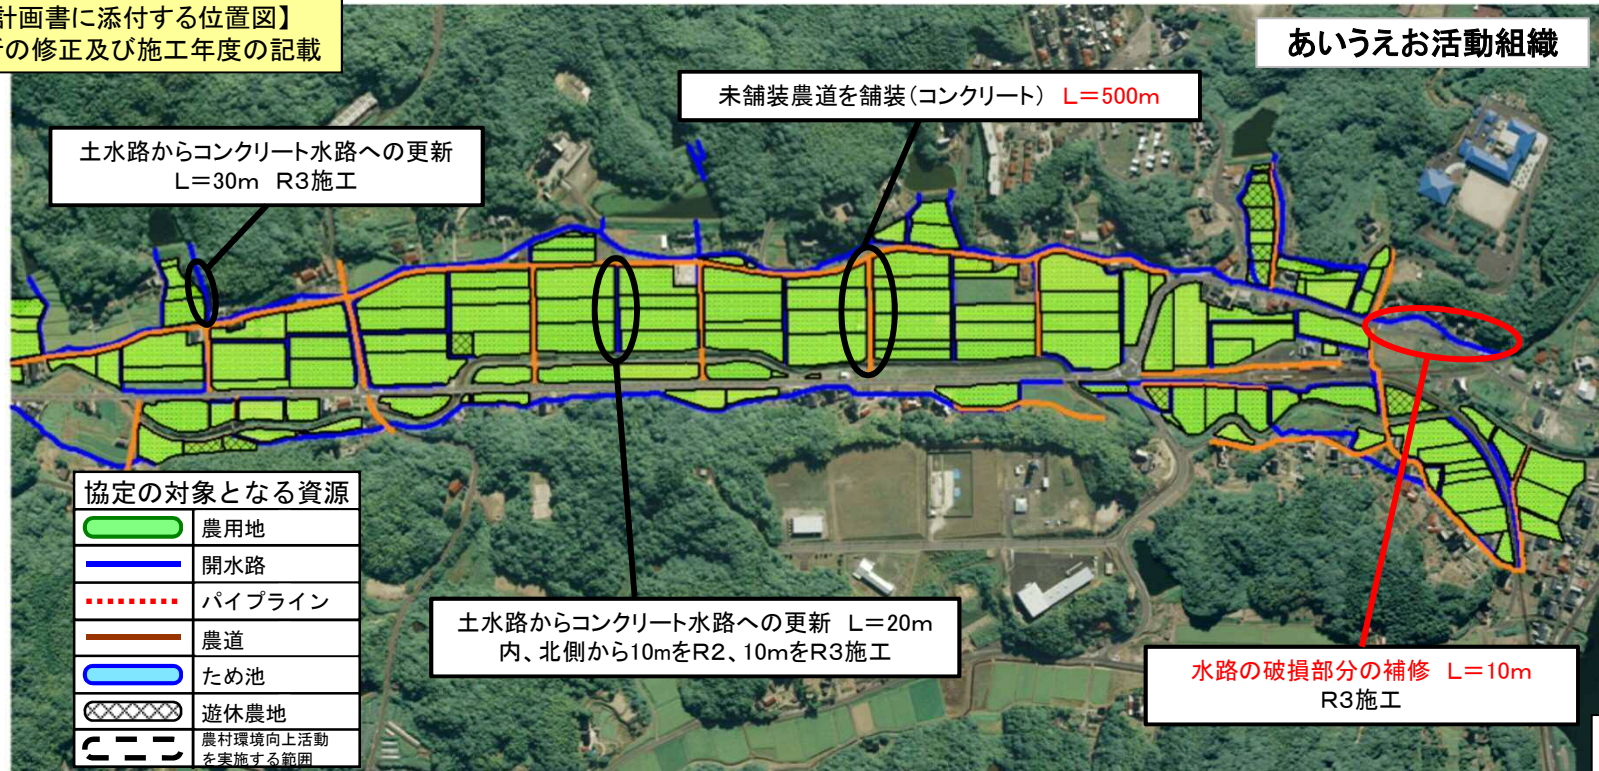 計画書に添付する位置図】
の修正及び施工年度の記載
あいうえお活動組織
未舗装農道を舗装(コンクリート) L=500m
土水路からコンクリート水路への更新
L=30m R3施工
協定の対象となる資源
農用地
開水路
パイプライン
農道
ため池
遊休農地
農村環境向上活動
を実施する範囲
土水路からコンクリート水路への更新 L=20m
内、北側から10mをR2、10mをR3施工
水路の破損部分の補修 L=10m
R3施工